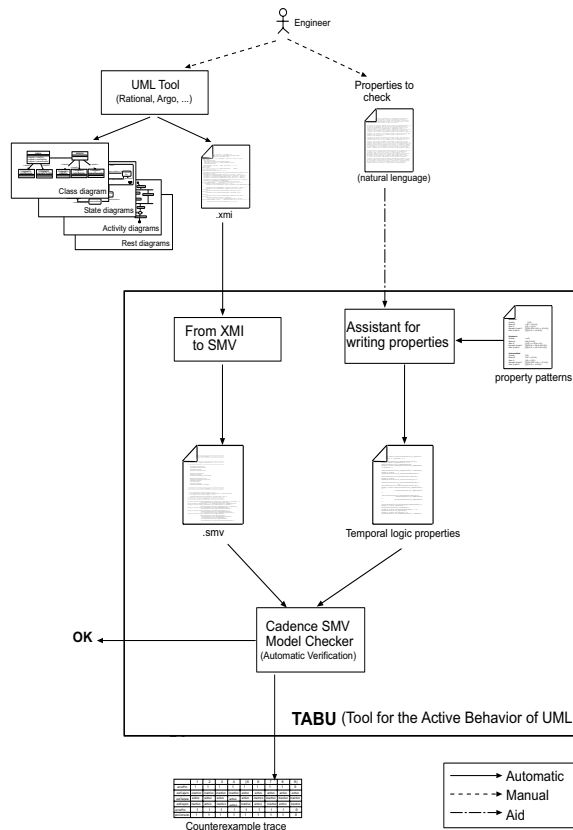 Engineer
UML Tool
(Rational, Argo, ...)
Properties to
check
(natural lenguage)
Class diagram
State diagrams
Activity diagrams
Rest diagrams
.xmi
From XMI
to SMV
Assistant for
writing properties
property patterns
.smv
Temporal logic properties
Cadence SMV
Model Checker
(Automatic Verification)
OK
TABU (Tool for the Active Behavior of UML
Automatic
Manual
Aid
Counterexample trace